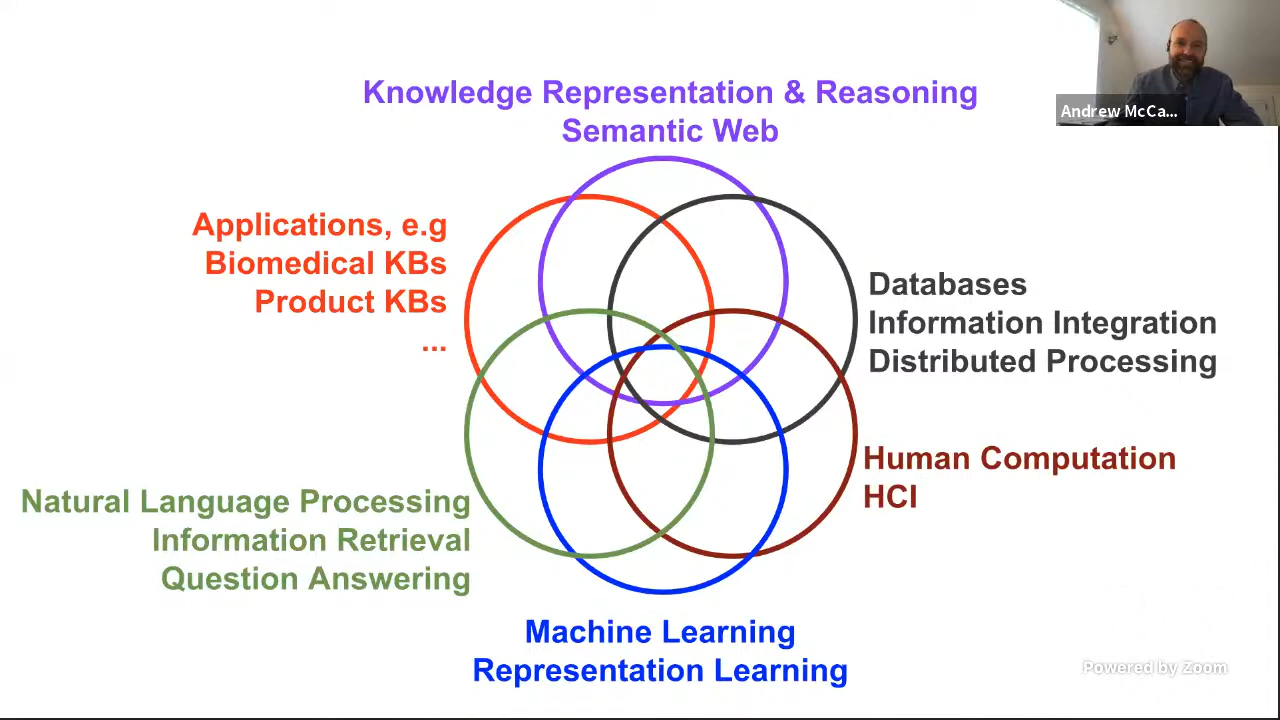 Andrew McCa...
Knowledge Representation & Reasoning
Semantic Web
Applications, e.g
Biomedical KBs
Product KBs
...
Databases
Information Integration
Distributed Processing
Human Computation
HCI
Natural Language Processing
Information Retrieval
Question Answering
Machine Learning
Representation Learning
Powered by Zoom